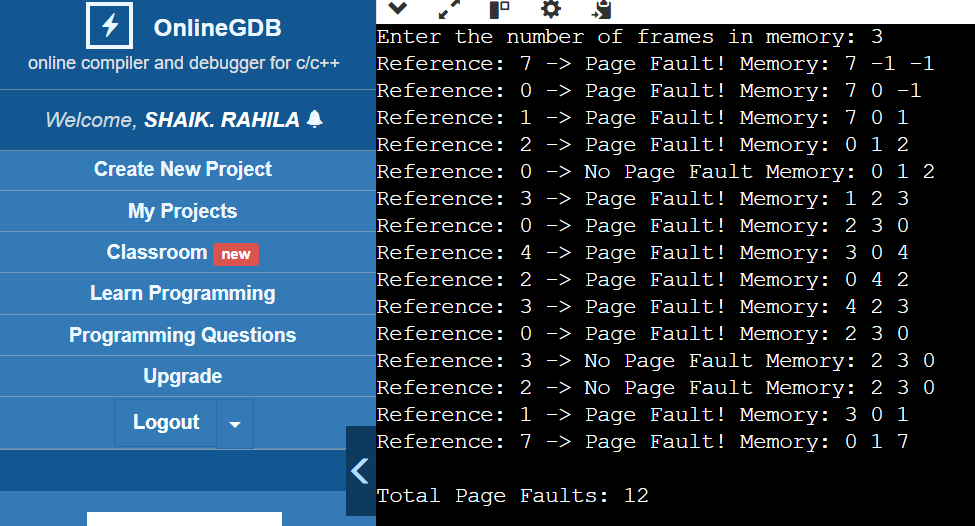 OnlineGDB
online compiler and debugger for c/c++
Welcome, SHAIK. RAHILA
Create New Project
My Projects
Classroom new
Learn Programming
Programming Questions
Upgrade
Logout
Enter the number of frames in memory: 3
Reference: 7 -> Page Fault! Memory: 7 -1 -1
Reference: 0 -> Page Fault! Memory: 7 0 -1
Reference: 1 -> Page Fault! Memory: 7 0 1
Reference: 2 -> Page Fault! Memory: 0 1 2
Reference: 0 -> No Page Fault Memory: 0 1 2
Reference: 3 -> Page Fault! Memory: 1 2 3
Reference: 0 -> Page Fault! Memory: 2 3 0
Reference: 4 -> Page Fault! Memory: 3 0 4
Reference: 2 -> Page Fault! Memory: 0 4 2
Reference: 3 -> Page Fault! Memory: 4 2 3
Reference: 0 -> Page Fault! Memory: 2 3 0
Reference: 3 -> No Page Fault Memory: 2 3 0
Reference: 2 -> No Page Fault Memory: 2 3 0
Reference: 1 -> Page Fault! Memory: 3 0 1
Reference: 7 -> Page Fault! Memory: 0 1 7
Total Page Faults: 12